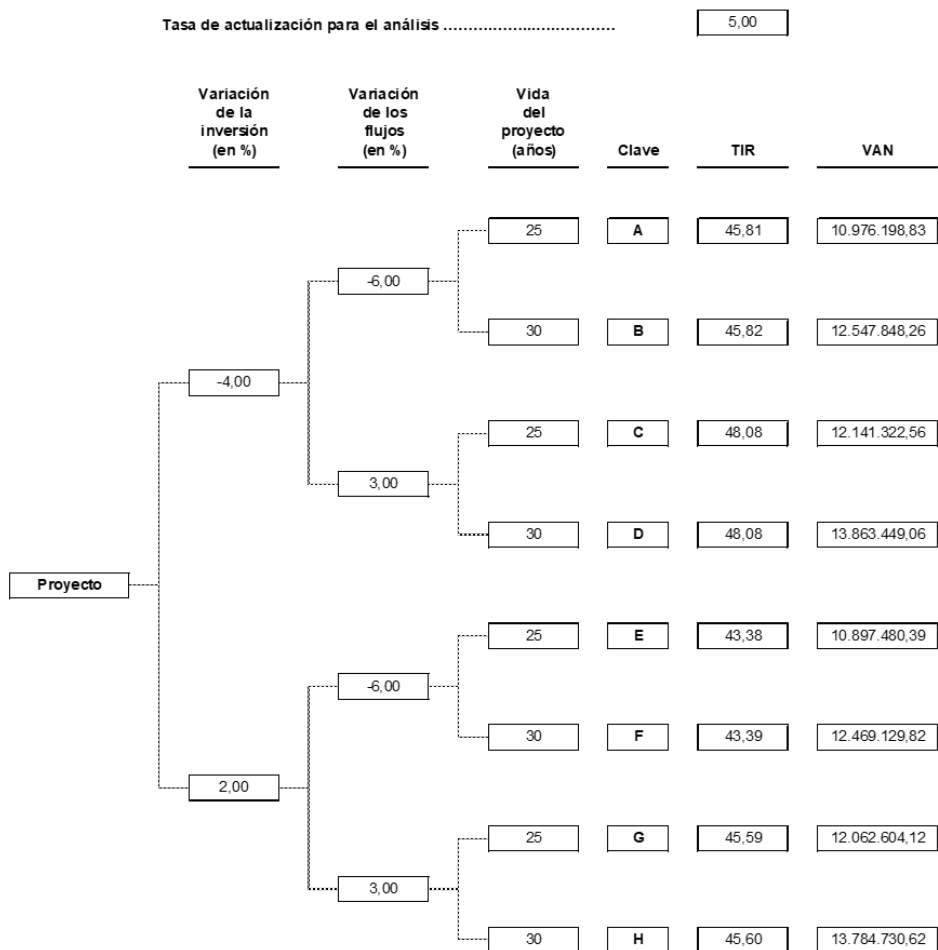 Tasa de actualización para el análisis ......................................... 5,00
Variación de la inversión (en %) Variación de los flujos (en %) Vida del proyecto (años) Clave TIR VAN
25 A 45,81 10.976.198,83
-6,00
30 B 45,82 12.547.848,26
-4,00
25 C 48,08 12.141.322,56
3,00
30 D 48,08 13.863.449,06
Proyecto
25 E 43,38 10.897.480,39
-6,00
30 F 43,39 12.469.129,82
2,00
25 G 45,59 12.062.604,12
3,00
30 H 45,60 13.784.730,62